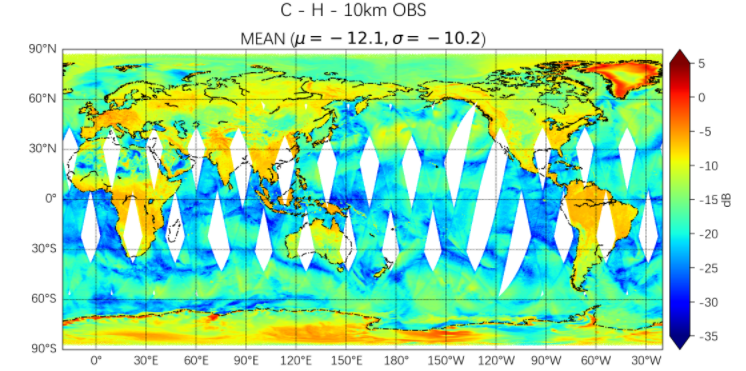 C - H - 10km OBS
MEAN (μ = −12.1, σ = −10.2)
90°N
60°N
30°N
0°
30°S
60°S
90°S
0° 30°E 60°E 90°E 120°E 150°E 180° 150°W 120°W 90°W 60°W 30°W
5
0
-5
-10
-15
-20
-25
-30
-35
dB